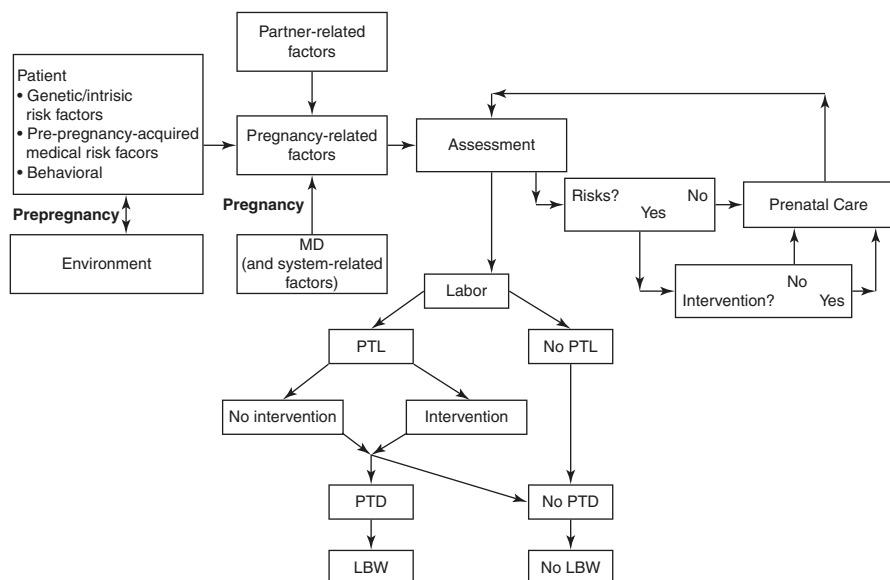 Partner-related
factors
Patient
• Genetic/intrisic
risk factors
• Pre-pregnancy-acquired
medical risk facors
• Behavioral
Pregnancy-related
factors
Assessment
Prepregnancy
Pregnancy
Risks?
No
Yes
Prenatal Care
Environment
MD
(and system-related
factors)
No
Intervention?
Yes
Labor
PTL
No PTL
No intervention
Intervention
PTD
No PTD
LBW
No LBW